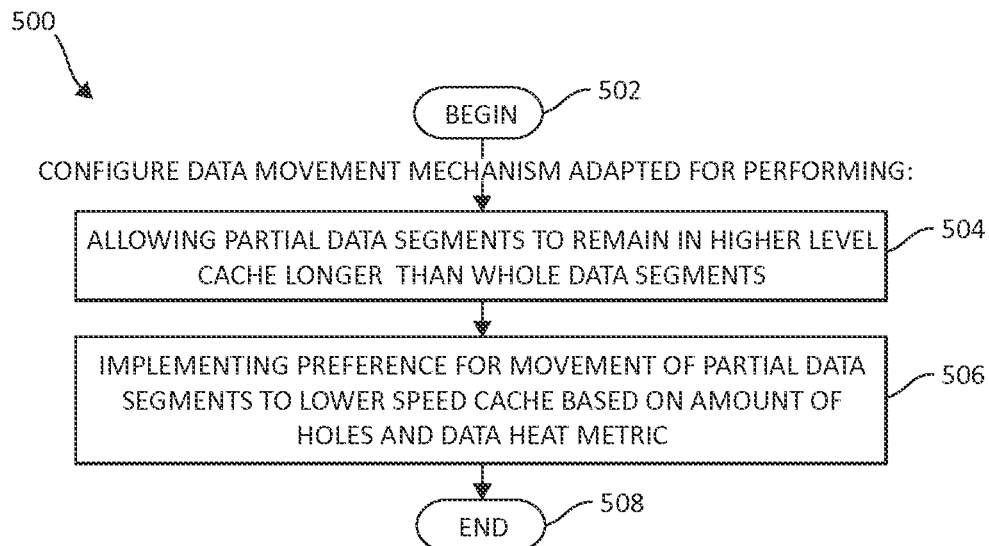 500
502
BEGIN
CONFIGURE DATA MOVEMENT MECHANISM ADAPTED FOR PERFORMING:
504
ALLOWING PARTIAL DATA SEGMENTS TO REMAIN IN HIGHER LEVEL
CACHE LONGER THAN WHOLE DATA SEGMENTS
IMPLEMENTING PREFERENCE FOR MOVEMENT OF PARTIAL DATA
506
SEGMENTS TO LOWER SPEED CACHE BASED ON AMOUNT OF
HOLES AND DATA HEAT METRIC
508
END